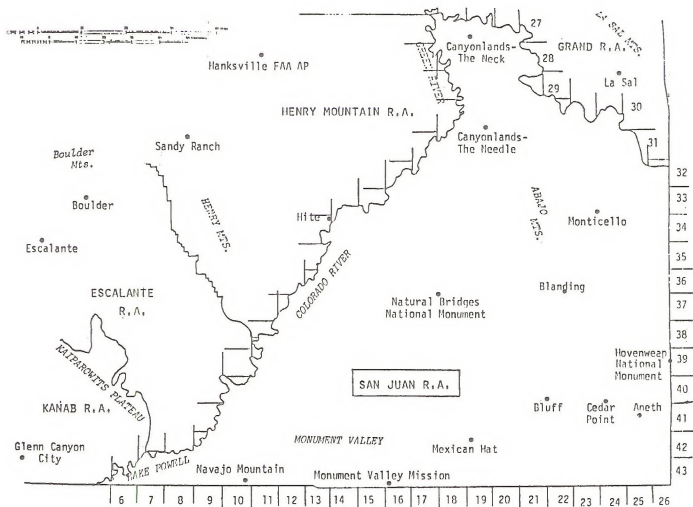 27
LA SAL MTS.
GRAND R.A.
Canyonlands-
The Neck
GREEN RIVER
28
Hanksville FAA AP
La Sal
29
30
HENRY MOUNTAIN R.A.
Canyonlands-
The Needle
31
Sandy Ranch
Boulder
Mts.
32
Boulder
33
HENRY MTS.
Hite
ABAJO
MTS.
Monticello
34
Escalante
35
COLORADO RIVER
36
ESCALANTE
R.A.
Natural Bridges
National Monument
Blanding
37
38
KAIPAROWITS PLATEAU
Hovenweep
National
Monument
39
SAN JUAN R.A.
40
KANAB R.A.
Bluff
Cedar
Point
Aneth
41
MONUMENT VALLEY
Glenn Canyon
City
Mexican Hat
42
LAKE POWELL
Navajo Mountain
Monument Valley Mission
43
6 7 8 9 10 11 12 13 14 15 16 17 18 19 20 21 22 23 24 25 26